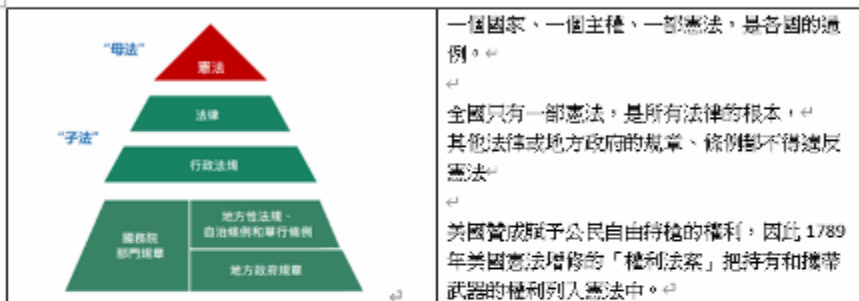 “母法”
憲法
法律
“子法”
行政法規
國務院
部門規章
地方性法規、
自治條例和單行條例
地方政府規章
一個國家、一個主權、一部憲法，是各國的通
例。
全國只有一部憲法，是所有法律的根本，
其他法律或地方政府的規章、條例都不得違反
憲法
美國贊成賦予公民自由持槍的權利，因此 1789
年美國憲法增修的「權利法案」把持有和攜帶
武器的權利列入憲法中。